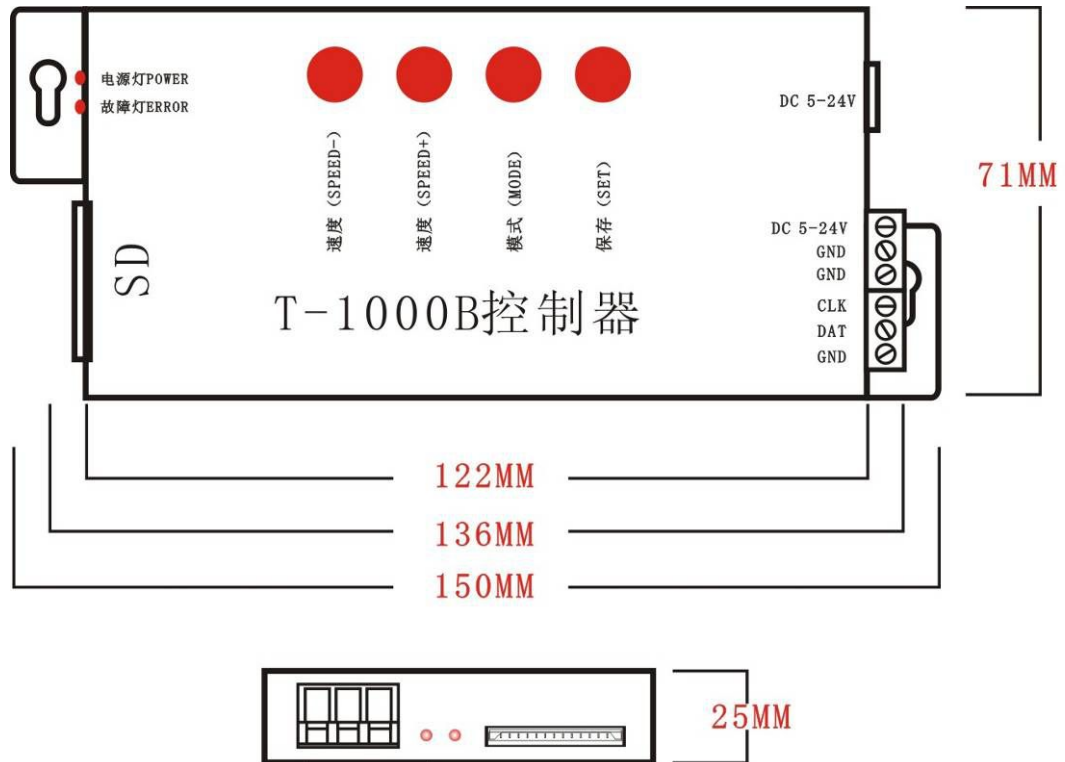 电源灯POWER
故障灯ERROR
速度 (SPEED-)
速度 (SPEED+)
模式 (MODE)
保存 (SET)
DC 5-24V
SD
T-1000B控制器
DC 5-24V
GND
GND
CLK
DAT
GND
71MM
122MM
136MM
150MM
25MM